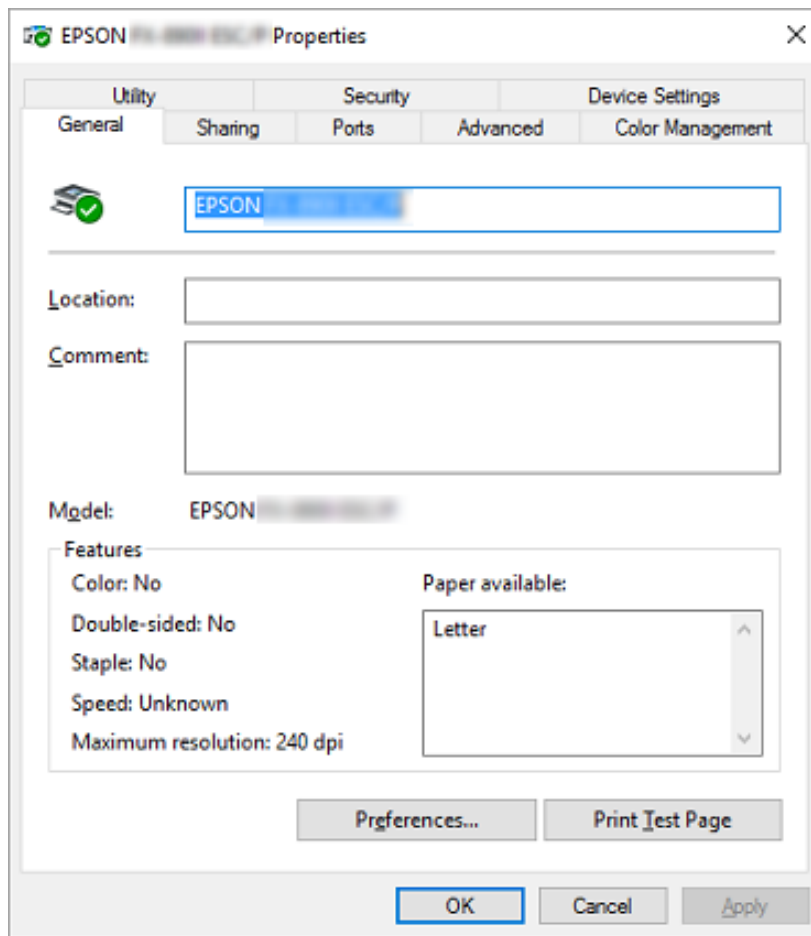 EPSON Properties
Utility Security Device Settings
General Sharing Ports Advanced Color Management
EPSON
Location:
Comment:
Model: EPSON
Features
Color: No
Double-sided: No
Staple: No
Speed: Unknown
Maximum resolution: 240 dpi
Paper available:
Letter
Preferences...
Print Test Page
OK Cancel Apply